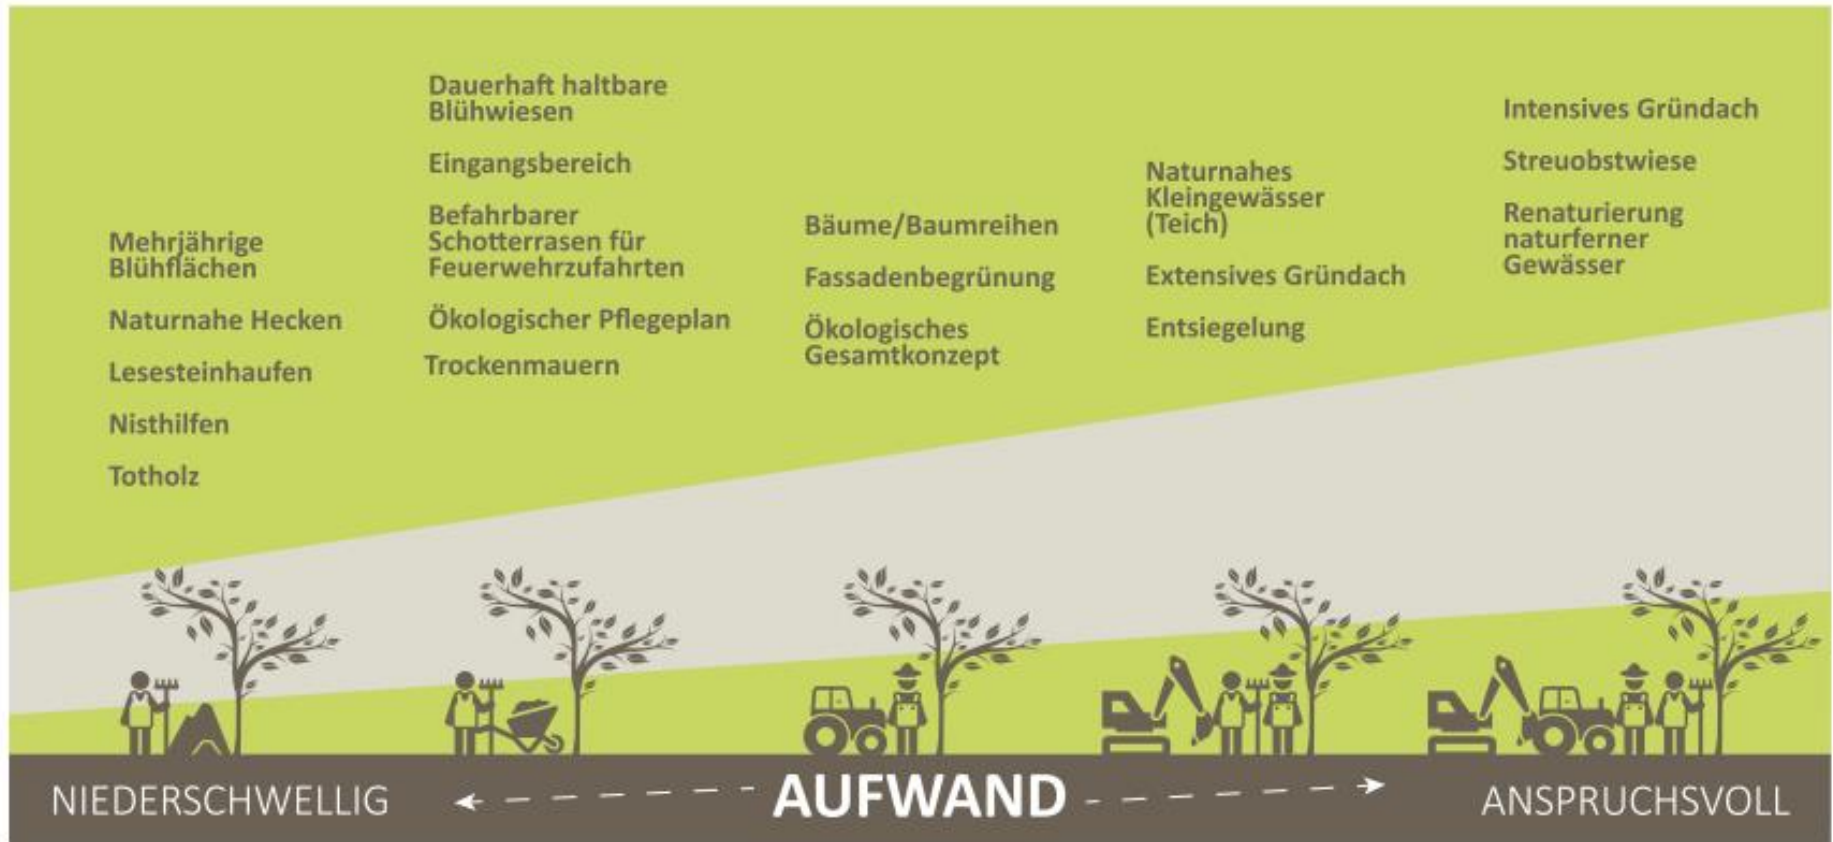 Mehrjährige
Blühflächen
Naturnahe Hecken
Lesesteinhaufen
Nisthilfen
Totholz
Dauerhaft haltbare
Blühwiesen
Eingangsbereich
Befahrbarer
Schotterrasen für
Feuerwehrzufahrten
Ökologischer Pflegeplan
Trockenmauern
Bäume/Baumreihen
Fassadenbegrünung
Ökologisches
Gesamtkonzept
Naturnahes
Kleingewässer
(Teich)
Extensives Gründach
Entsiegelung
Intensives Gründach
Streuobstwiese
Renaturierung
naturferner
Gewässer
NIEDERSCHWELLIG
AUFWAND
ANSPRUCHSVOLL